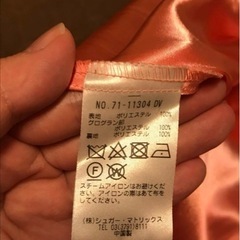 NO. 71-11304 DV
表地 ポリエステル 100%
グログラン部
ポリエステル 100%
裏地 ポリエステル 100%
スチームアイロンはお避けくださ
い。アイロンの際はあて布を
してください。
(株)シュガー・マトリックス
TEL 03(3791)8111
中国製